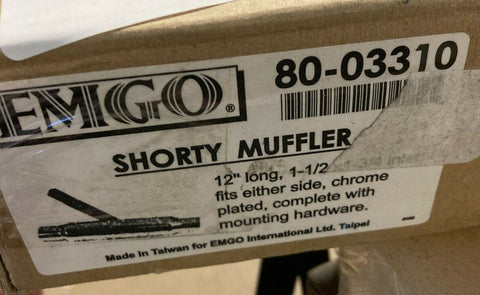 EMGO®
80-03310
SHORTY MUFFLER
12" long, 1-1/2
fits either side, chrome
plated, complete with
mounting hardware.
Made in Taiwan for EMGO International Ltd. Taipei